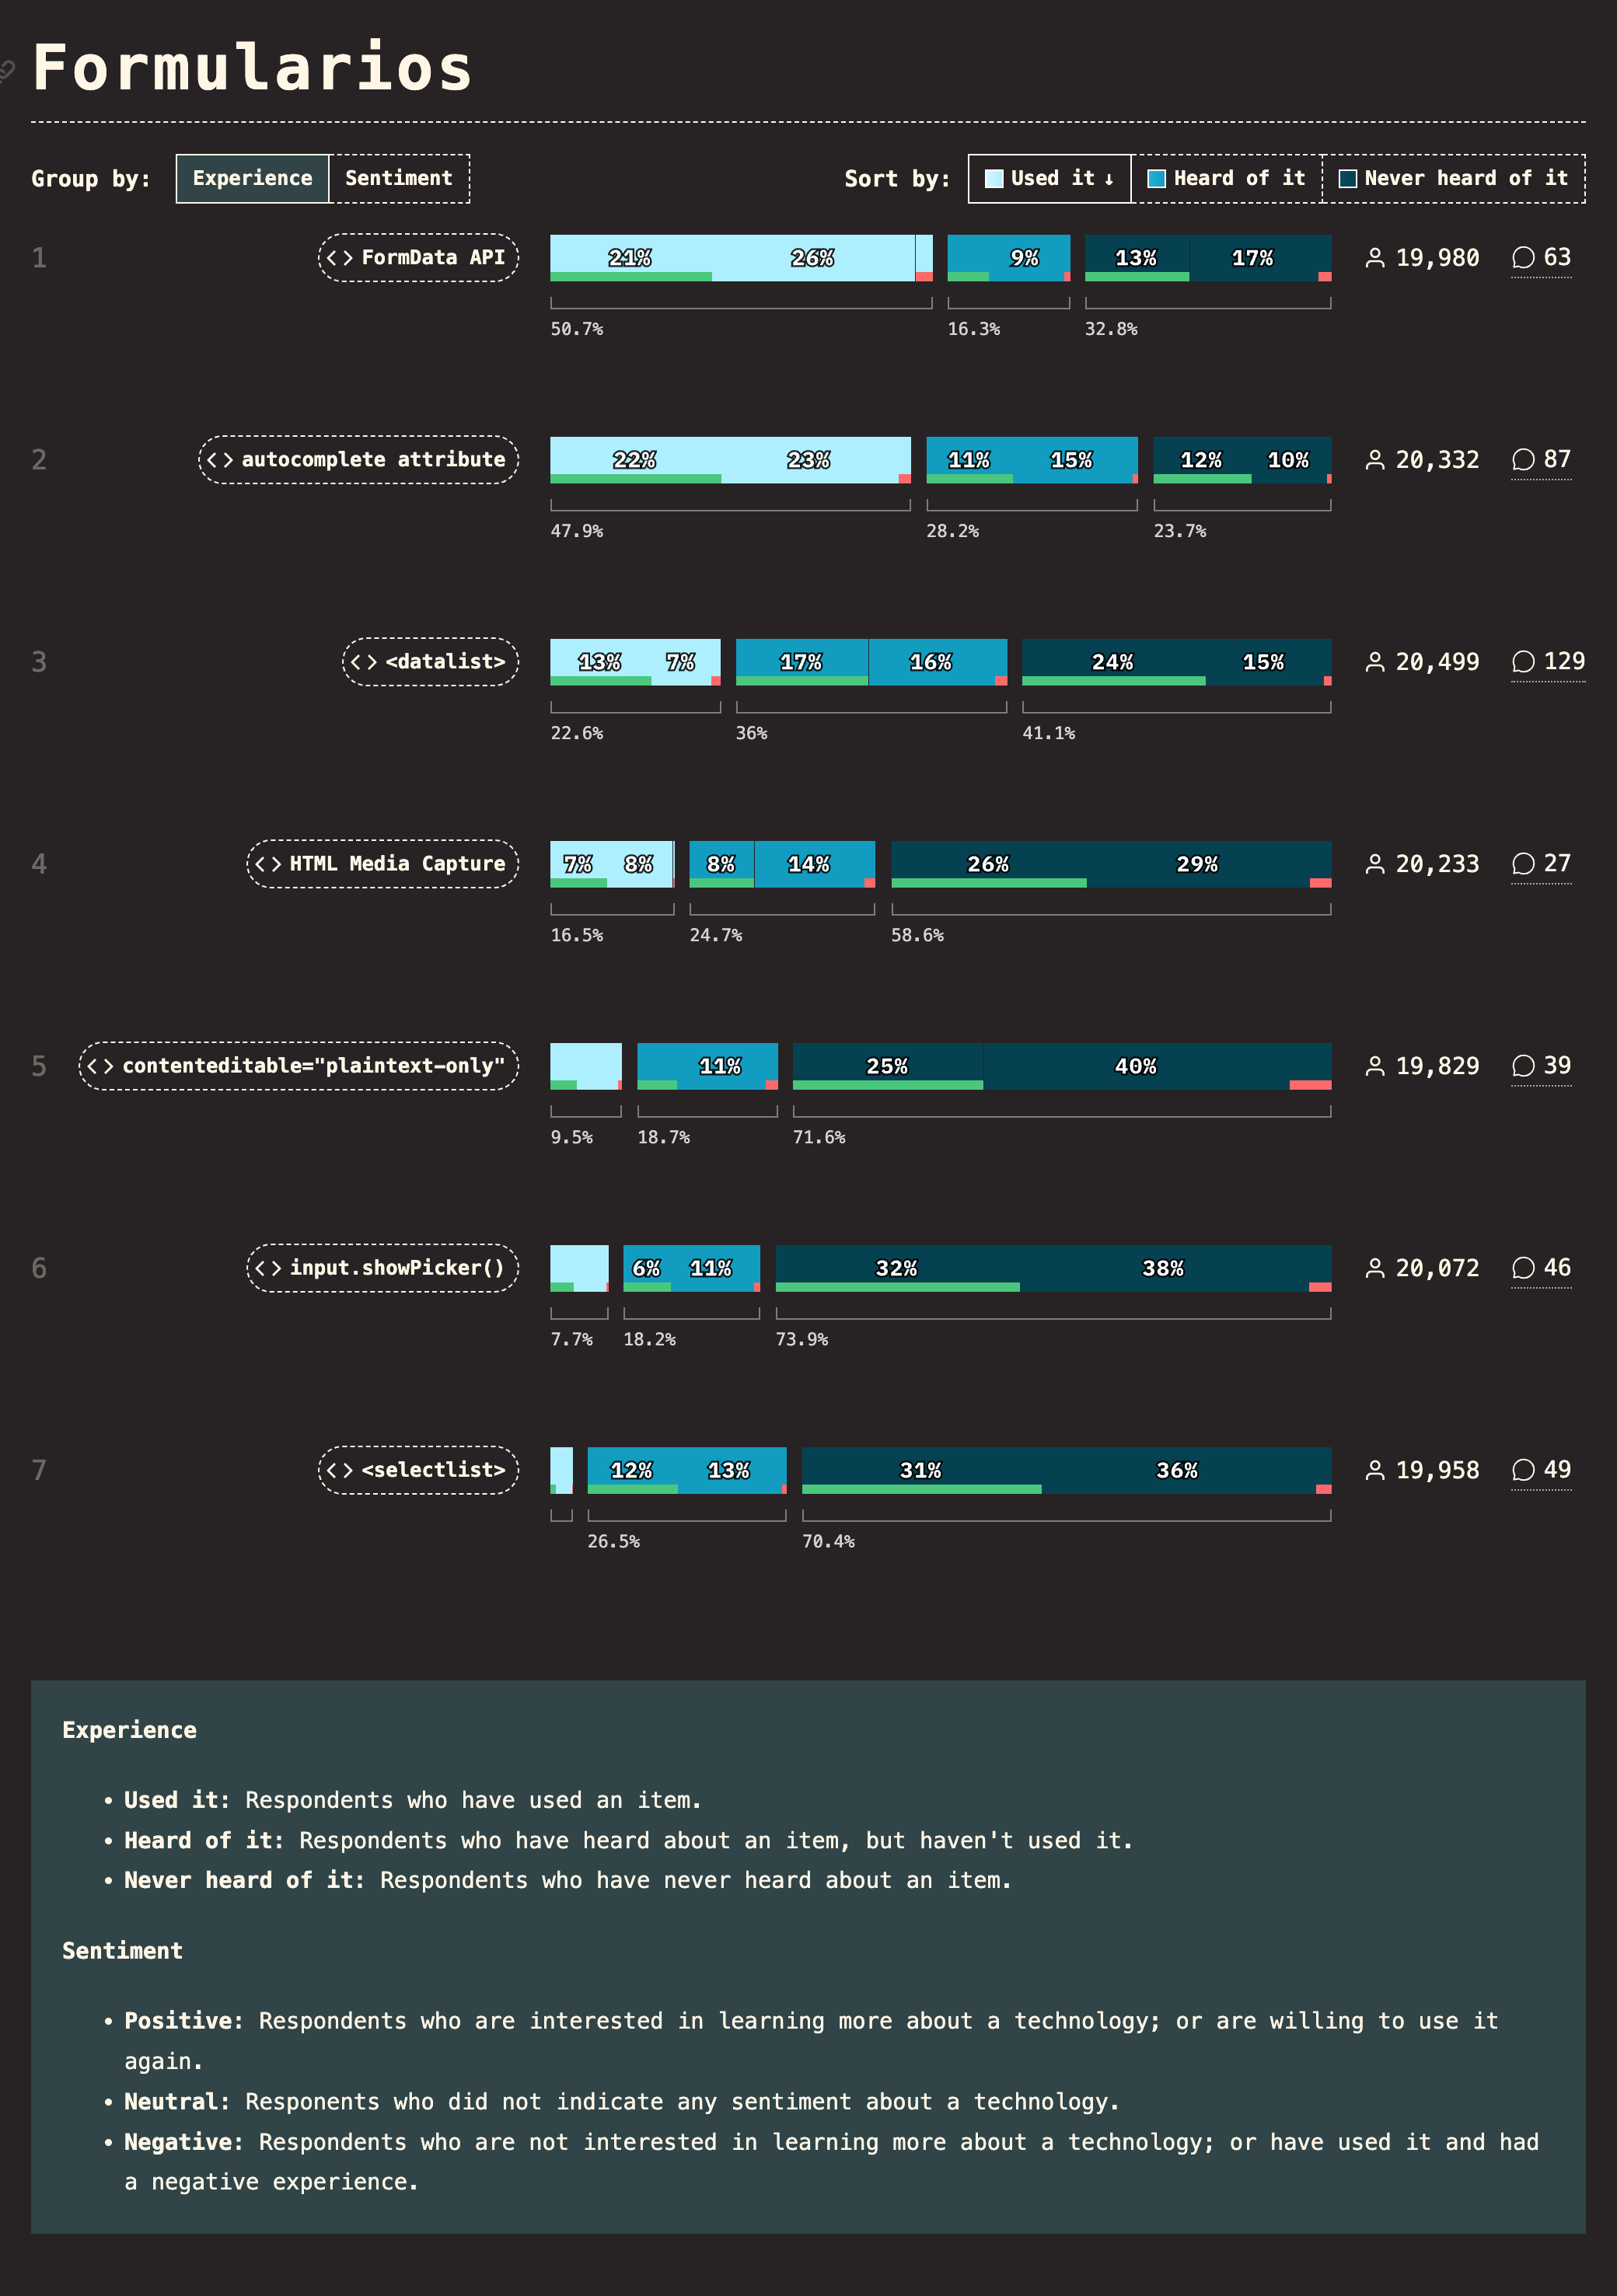 Formularios
Group by: Experience Sentiment Sort by: Used it ↓ Heard of it Never heard of it
1 <> FormData API 21% 26% 9% 13% 17% 19,980 63
50.7% 16.3% 32.8%
2 <> autocomplete attribute 22% 23% 11% 15% 12% 10% 20,332 87
47.9% 28.2% 23.7%
3 <> <datalist> 13% 7% 17% 16% 24% 15% 20,499 129
22.6% 36% 41.1%
4 <> HTML Media Capture 7% 8% 8% 14% 26% 29% 20,233 27
16.5% 24.7% 58.6%
5 <> contenteditable="plaintext-only" 11% 25% 40% 19,829 39
9.5% 18.7% 71.6%
6 <> input.showPicker() 6% 11% 32% 38% 20,072 46
7.7% 18.2% 73.9%
7 <> <selectlist> 12% 13% 31% 36% 19,958 49
26.5% 70.4%
Experience
• Used it: Respondents who have used an item.
• Heard of it: Respondents who have heard about an item, but haven't used it.
• Never heard of it: Respondents who have never heard about an item.
Sentiment
• Positive: Respondents who are interested in learning more about a technology; or are willing to use it
again.
• Neutral: Responents who did not indicate any sentiment about a technology.
• Negative: Respondents who are not interested in learning more about a technology; or have used it and had
a negative experience.